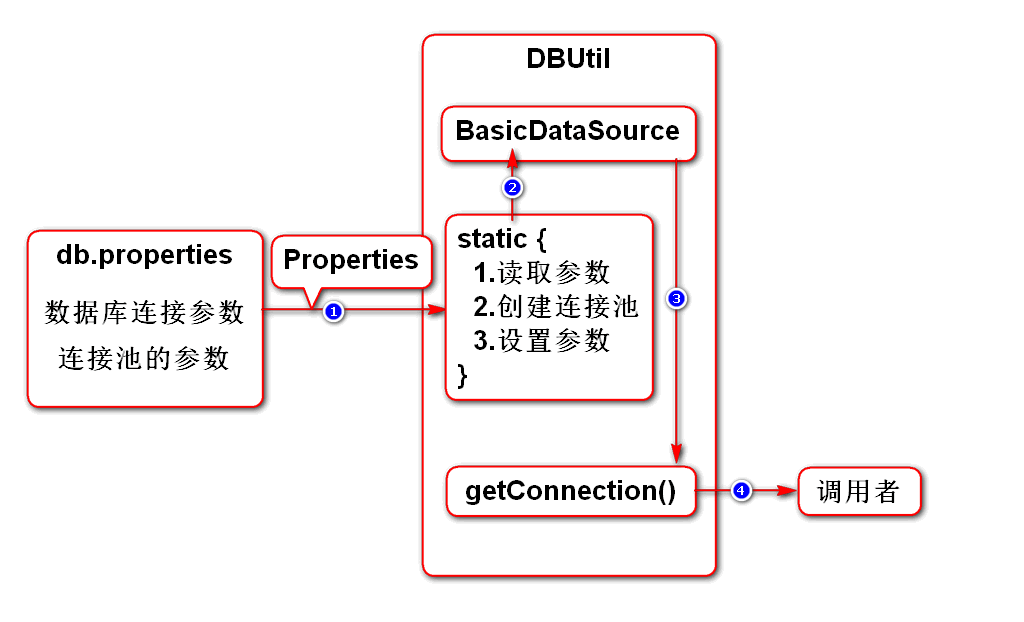 DBUtil
BasicDataSource
2
db.properties
数据库连接参数
连接池的参数
Properties
1
static {
1.读取参数
2.创建连接池
3.设置参数
}
3
getConnection()
4
调用者